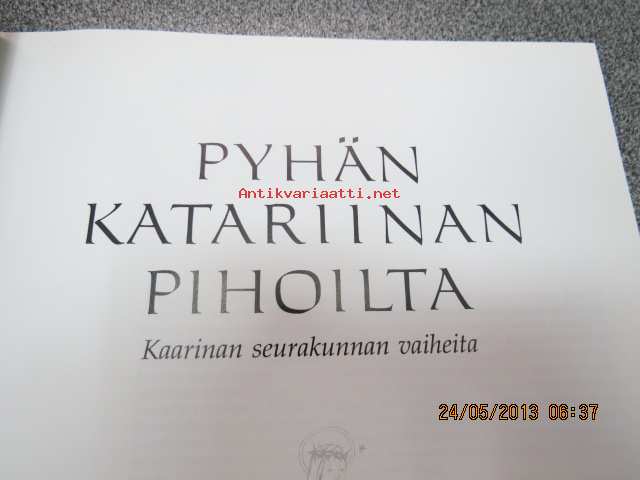 PYHÄN
Antikvariaatti.net
KATARIINAN
PIHOILTA
Kaarinan seurakunnan vaiheita
24/05/2013 06:37